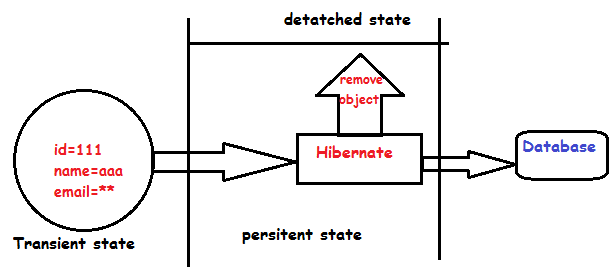 detatched state
remove
object
id=111
name=aaa
email=**
Hibernate
Database
Transient state
persitent state